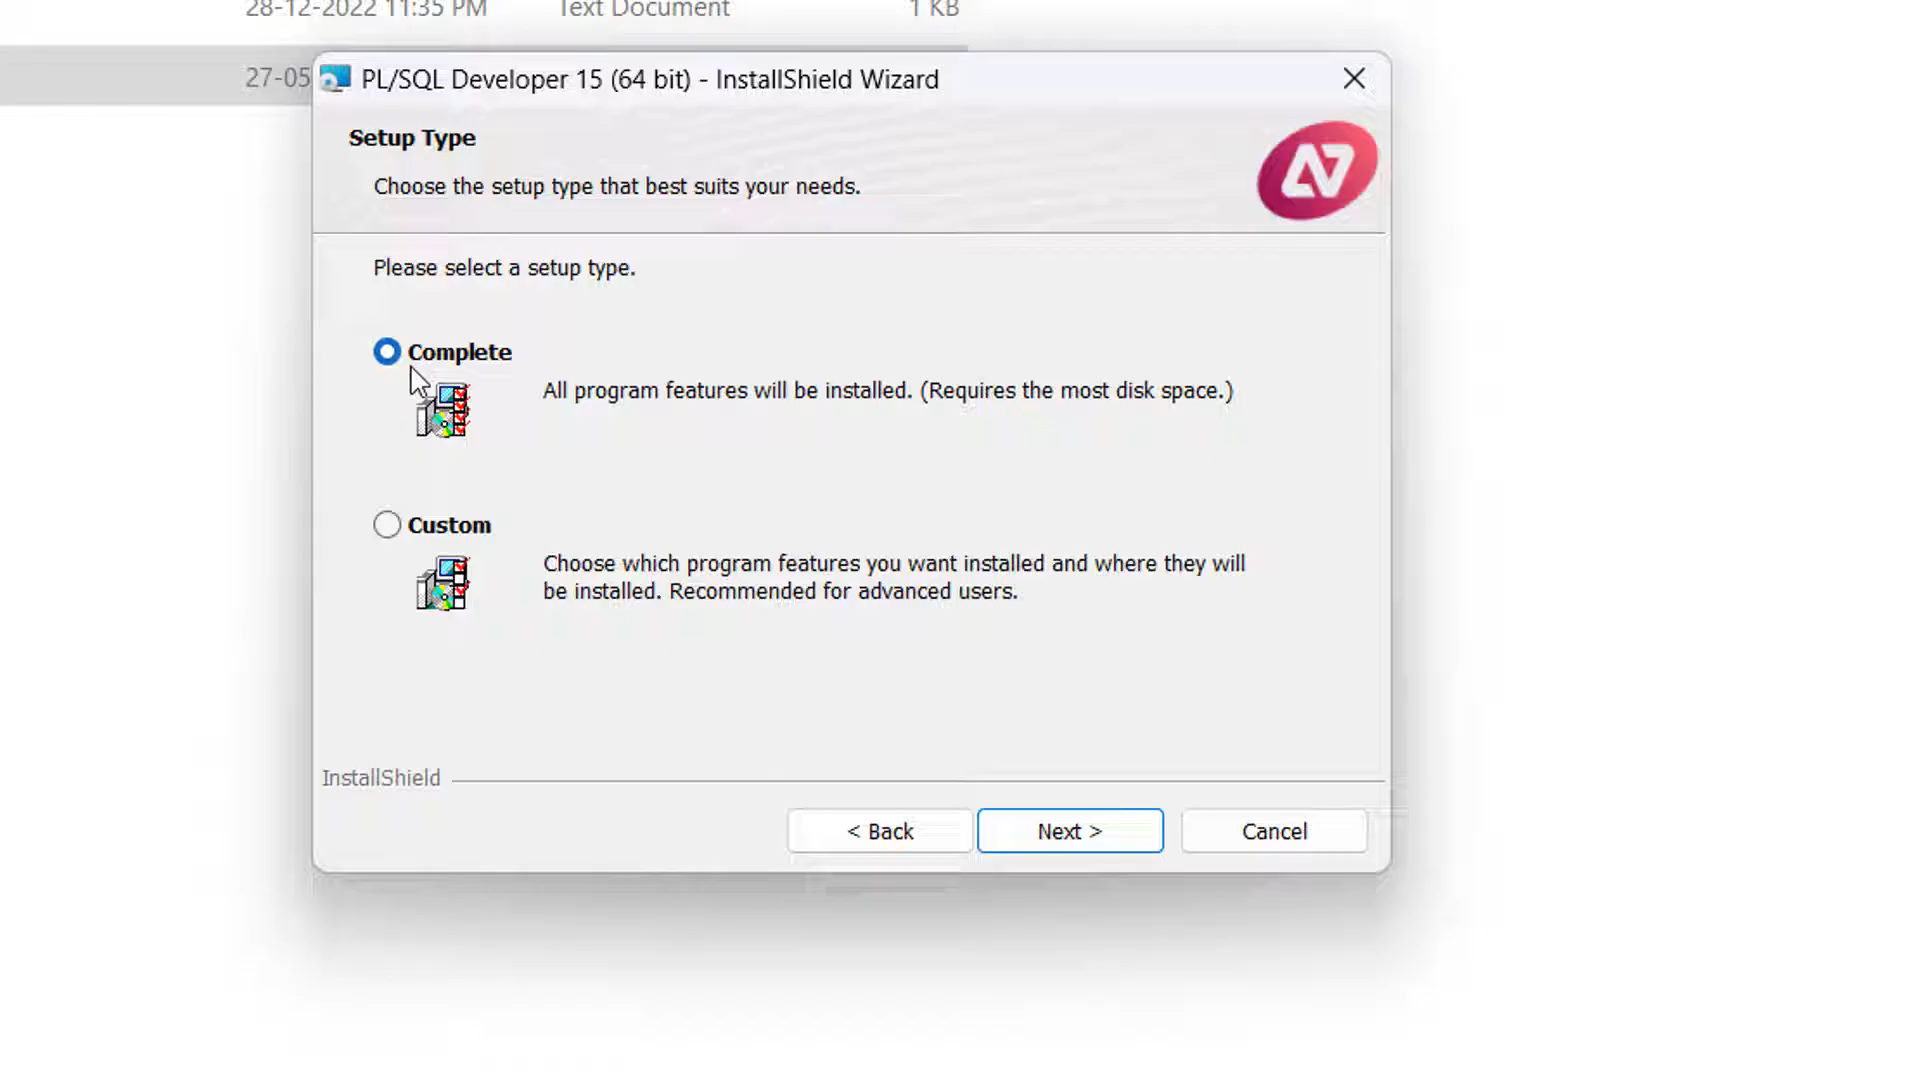 28-12-2022 11:35 PM Text Document 1 KB
27-05
PL/SQL Developer 15 (64 bit) - InstallShield Wizard
Setup Type
Choose the setup type that best suits your needs.
Please select a setup type.
Complete
All program features will be installed. (Requires the most disk space.)
Custom
Choose which program features you want installed and where they will
be installed. Recommended for advanced users.
InstallShield
< Back Next > Cancel